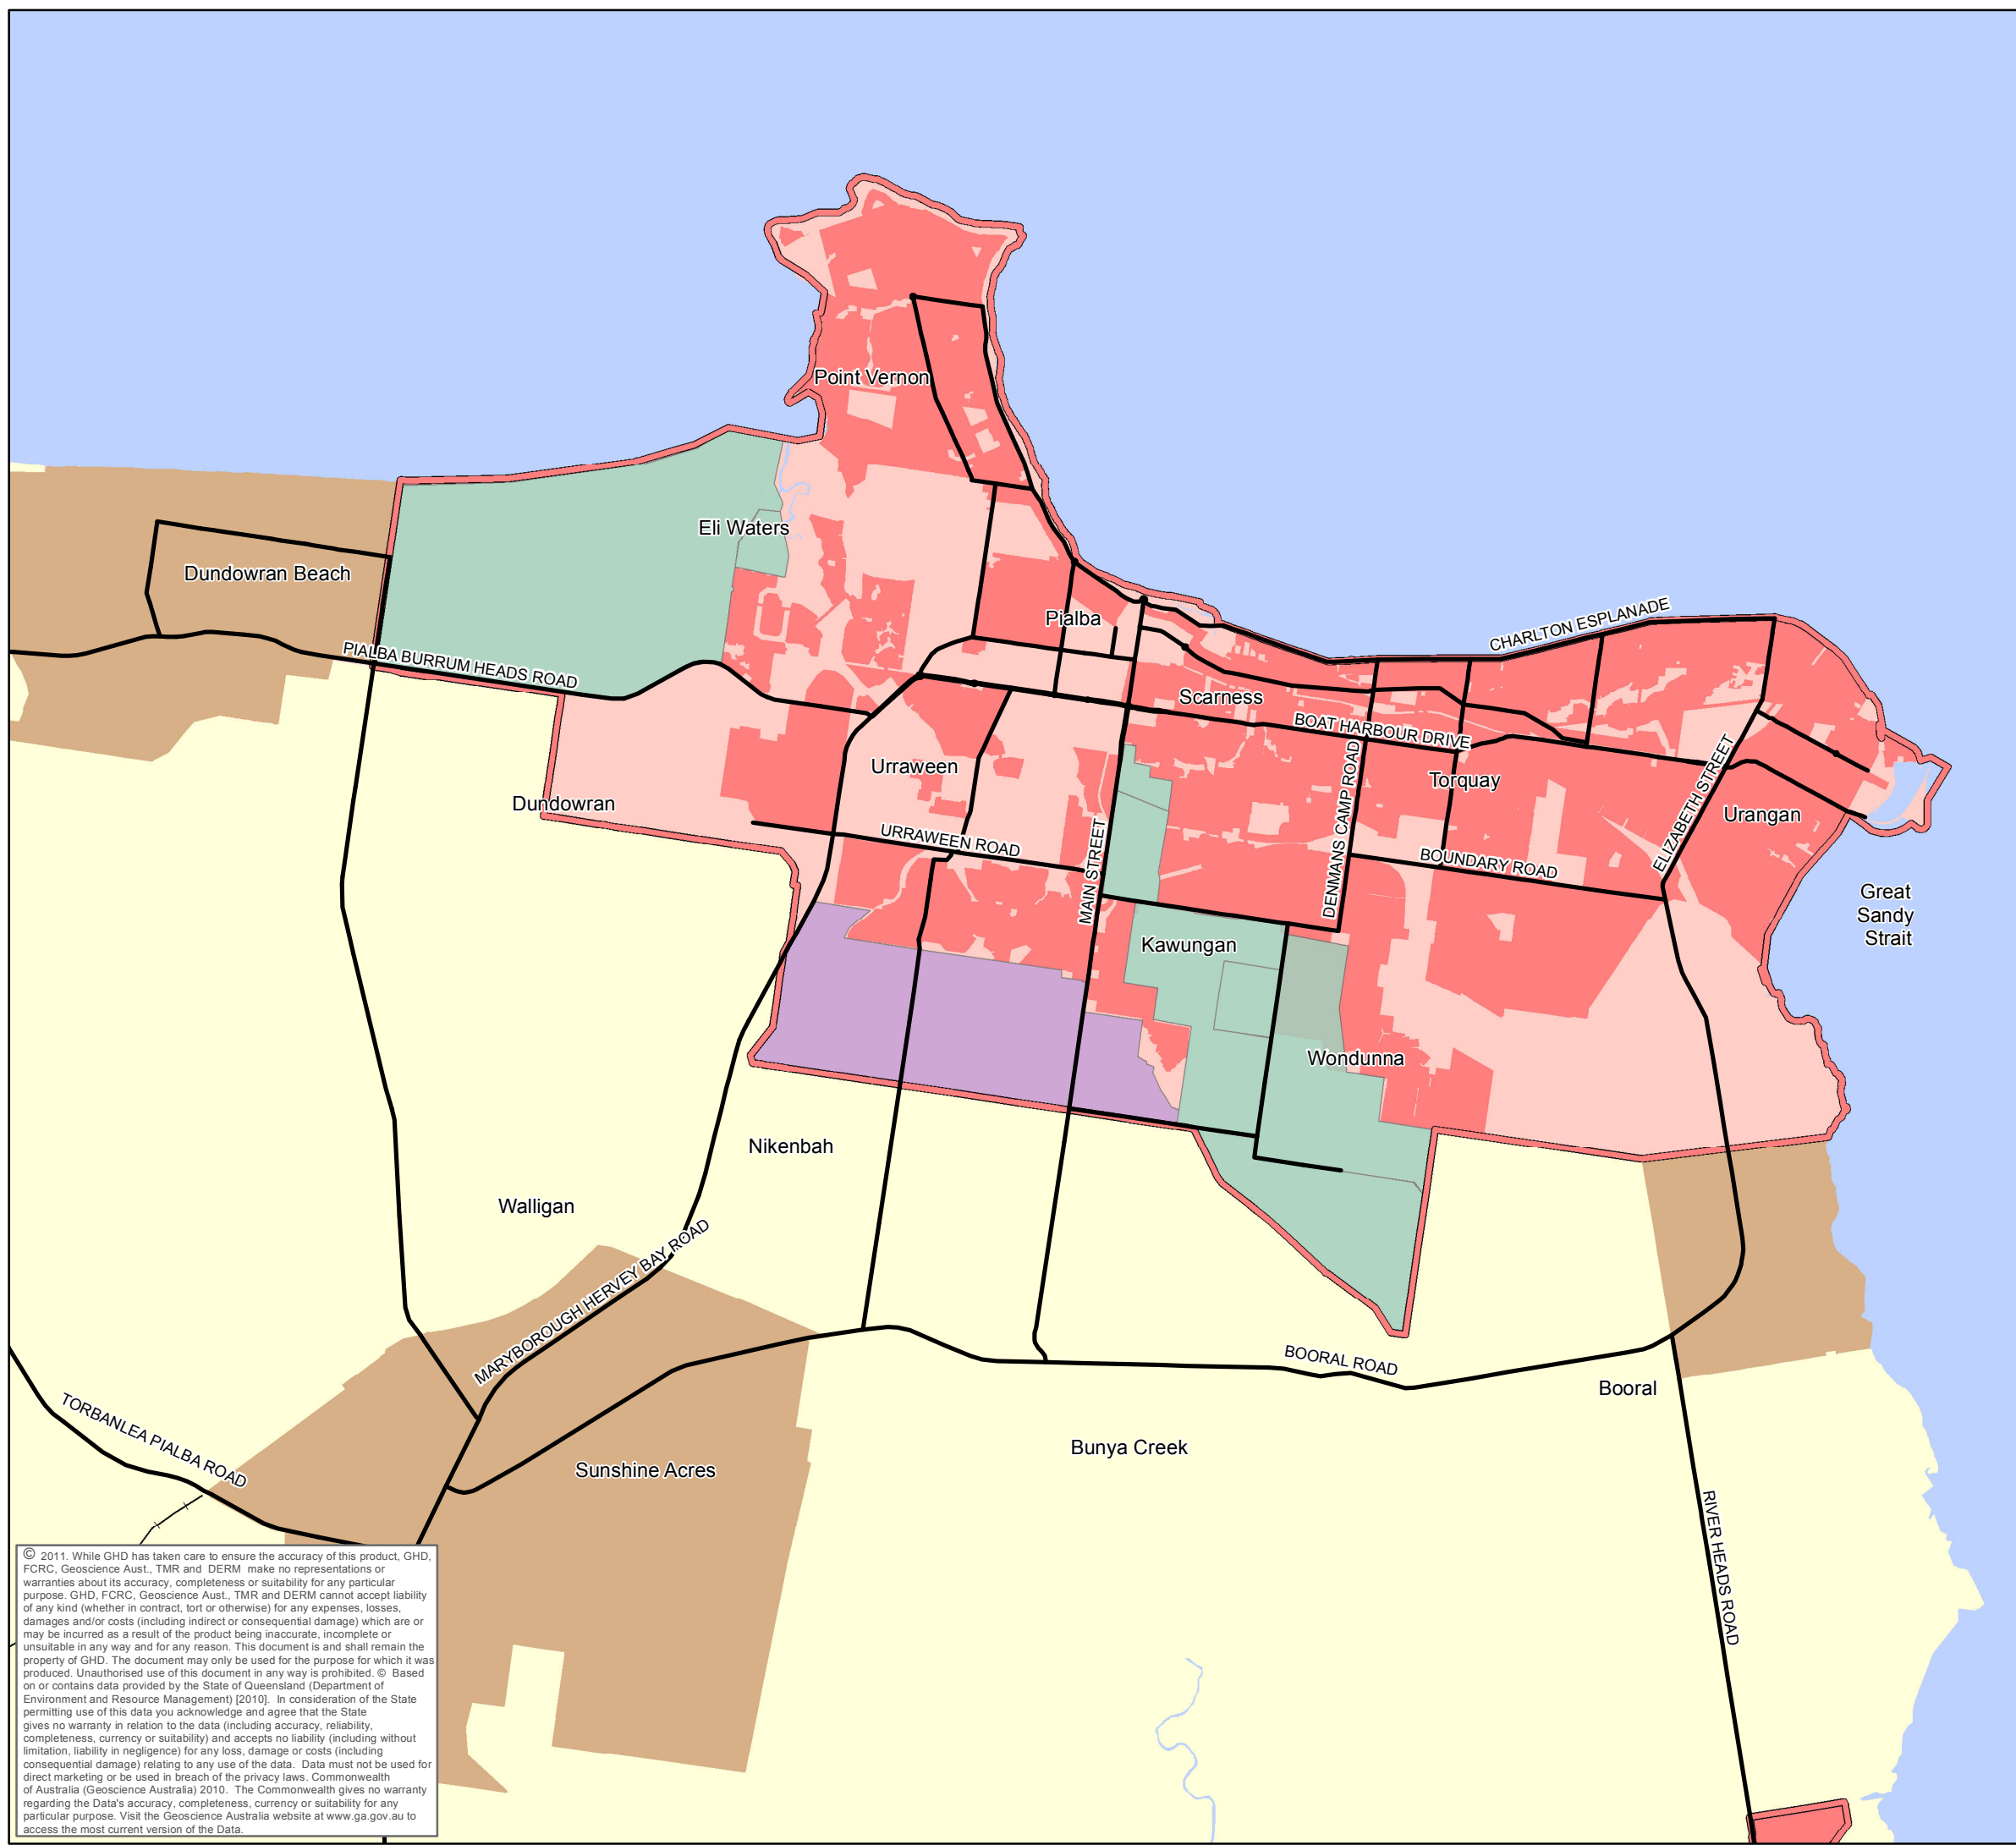 Point Vernon
Eli Waters
Dundowran Beach
Pialba
CHARLTON ESPLANADE
PIALBA BURRUM HEADS ROAD
Scarness
BOAT HARBOUR DRIVE
Urraween
DENMANS CAMP ROAD
Torquay
ELIZABETH STREET
Dundowran
Urangan
URRAWEEN ROAD
MAIN STREET
BOUNDARY ROAD
Great
Sandy
Strait
Kawungan
Wondunna
Nikenbah
Walligan
MARYBOROUGH HERVEY BAY ROAD
BOORAL ROAD
Booral
TORBANLEA PIALBA ROAD
Bunya Creek
Sunshine Acres
RIVER HEADS ROAD
© 2011. While GHD has taken care to ensure the accuracy of this product, GHD,
FCRC, Geoscience Aust., TMR and DERM make no representations or
warranties about its accuracy, completeness or suitability for any particular
purpose. GHD, FCRC, Geoscience Aust., TMR and DERM cannot accept liability
of any kind (whether in contract, tort or otherwise) for any expenses, losses,
damages and/or costs (including indirect or consequential damage) which are or
may be incurred as a result of the product being inaccurate, incomplete or
unsuitable in any way and for any reason. This document is and shall remain the
property of GHD. The document may only be used for the purpose for which it was
produced. Unauthorised use of this document in any way is prohibited. © Based
on or contains data provided by the State of Queensland (Department of
Environment and Resource Management) [2010]. In consideration of the State
permitting use of this data you acknowledge and agree that the State
gives no warranty in relation to the data (including accuracy, reliability,
completeness, currency or suitability) and accepts no liability (including without
limitation, liability in negligence) for any loss, damage or costs (including
consequential damage) relating to any use of the data. Data must not be used for
direct marketing or be used in breach of the privacy laws. Commonwealth
of Australia (Geoscience Australia) 2010. The Commonwealth gives no warranty
regarding the Data's accuracy, completeness, currency or suitability for any
particular purpose. Visit the Geoscience Australia website at www.ga.gov.au to
access the most current version of the Data.